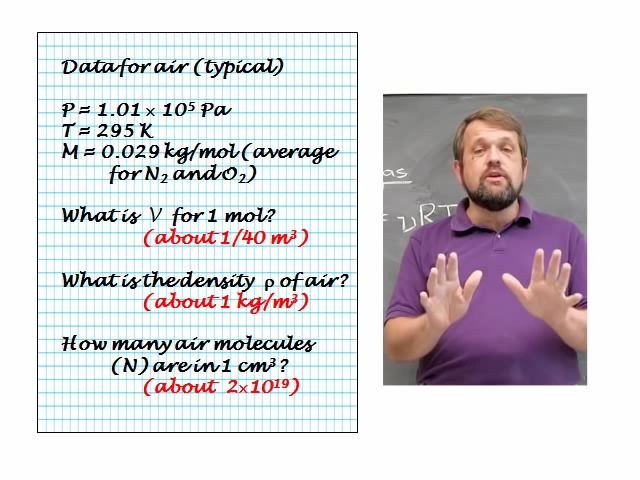 Data for air (typical)
P = 1.01 × 10⁵ Pa
T = 295 K
M = 0.029 kg/mol (average
for N₂ and O₂)
What is V for 1 mol?
(about 1/40 m³)
What is the density ρ of air?
(about 1 kg/m³)
How many air molecules
(N) are in 1 cm³?
(about 2×10¹⁹)
as
= νRT